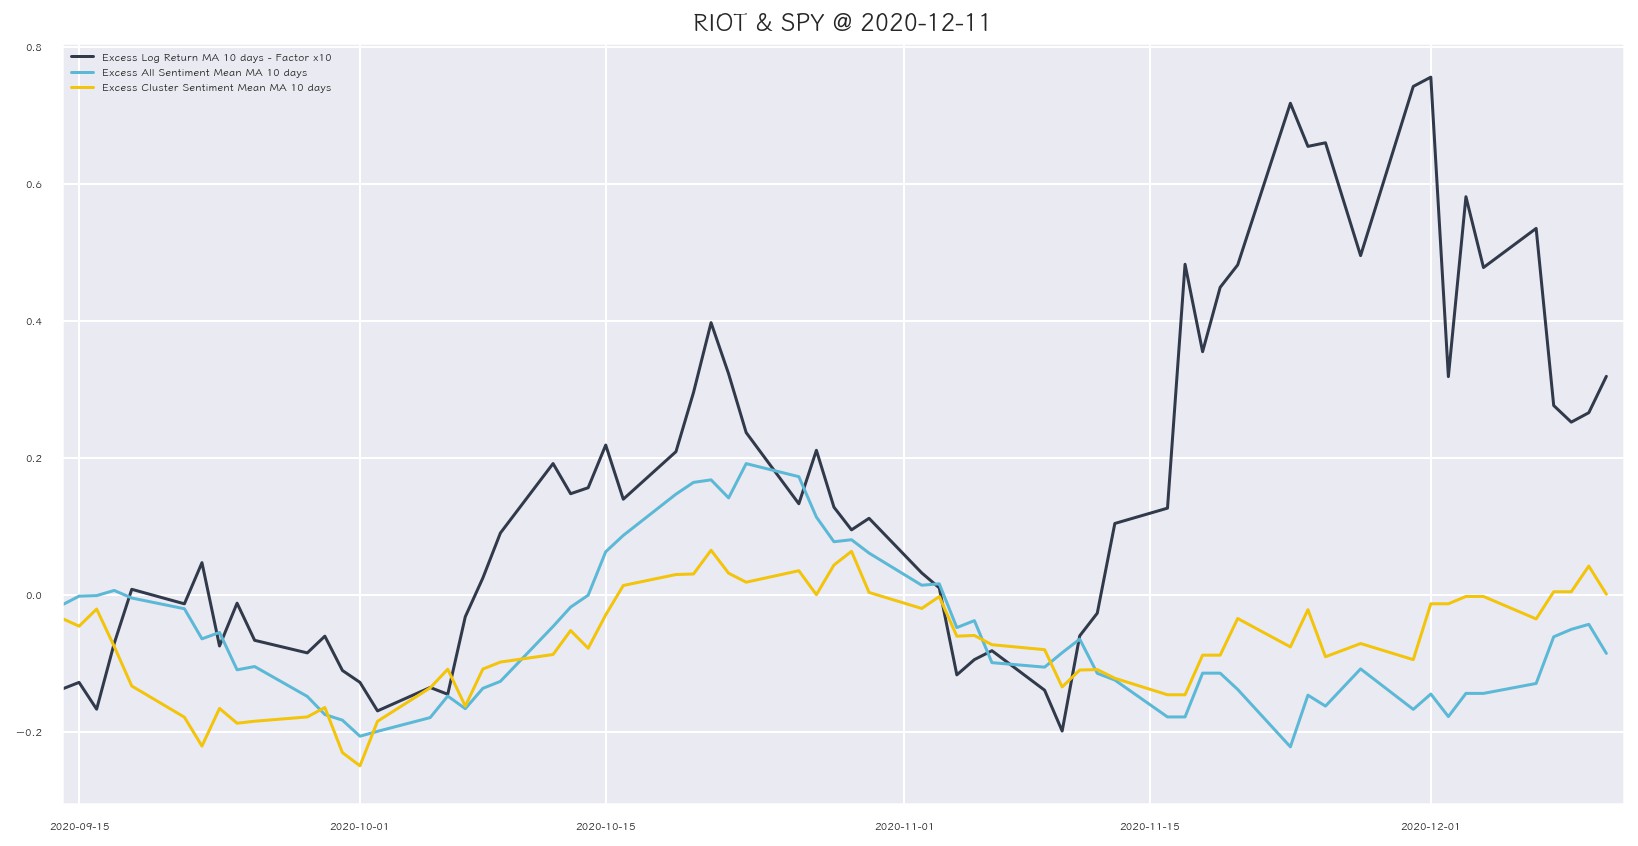 RIOT & SPY @ 2020-12-11
0.8
Excess Log Return MA 10 days - Factor x10
Excess All Sentiment Mean MA 10 days
Excess Cluster Sentiment Mean MA 10 days
0.6
0.4
0.2
0.0
−0.2
2020-09-15 2020-10-01 2020-10-15 2020-11-01 2020-11-15 2020-12-01